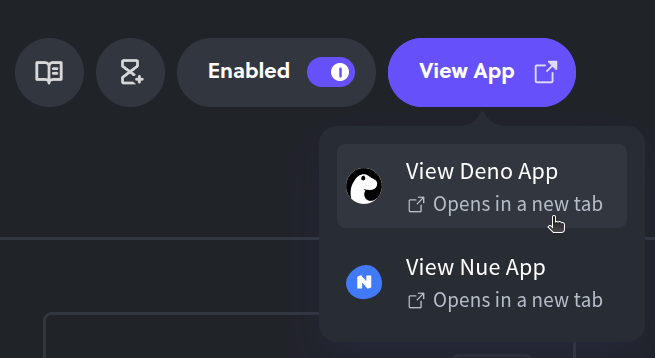 Enabled
View App
View Deno App
Opens in a new tab
N
View Nue App
Opens in a new tab